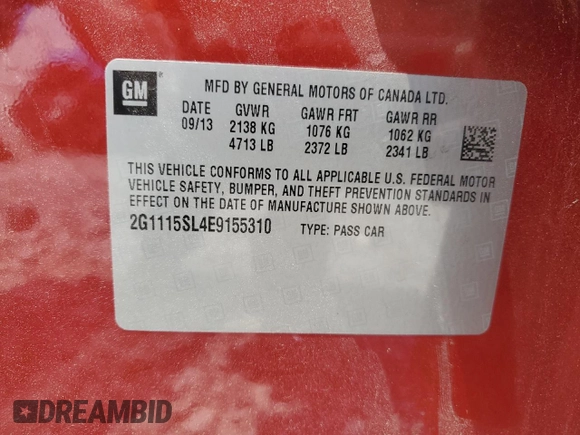 GM
MFD BY GENERAL MOTORS OF CANADA LTD.
DATE GVWR GAWR FRT GAWR RR
09/13 2138 KG 1076 KG 1062 KG
4713 LB 2372 LB 2341 LB
THIS VEHICLE CONFORMS TO ALL APPLICABLE U.S. FEDERAL MOTOR
VEHICLE SAFETY, BUMPER, AND THEFT PREVENTION STANDARDS IN
EFFECT ON THE DATE OF MANUFACTURE SHOWN ABOVE.
2G1115SL4E9155310 TYPE: PASS CAR
DREAMBID